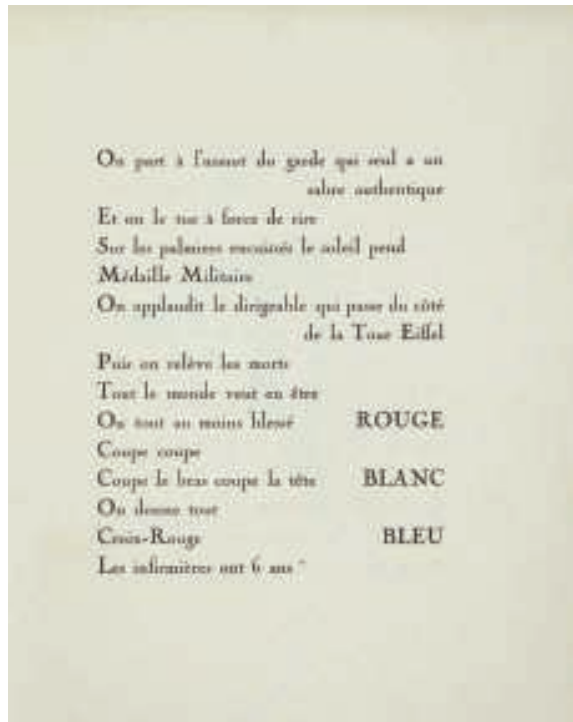 On part à l'assaut du garde qui seul a un
sabre authentique
Et on le tue à force de rire
Sur les palmiers encaissés le soleil pend
Médaille Militaire
On applaudit le dirigeable qui passe du côté
de la Tour Eiffel
Puis on relève les morts
Tout le monde veut en être
Ou tout au moins blessé ROUGE
Coupe coupe
Coupe le bras coupe la tête BLANC
On donne tout
Croix-Rouge BLEU
Les infirmières ont 6 ans